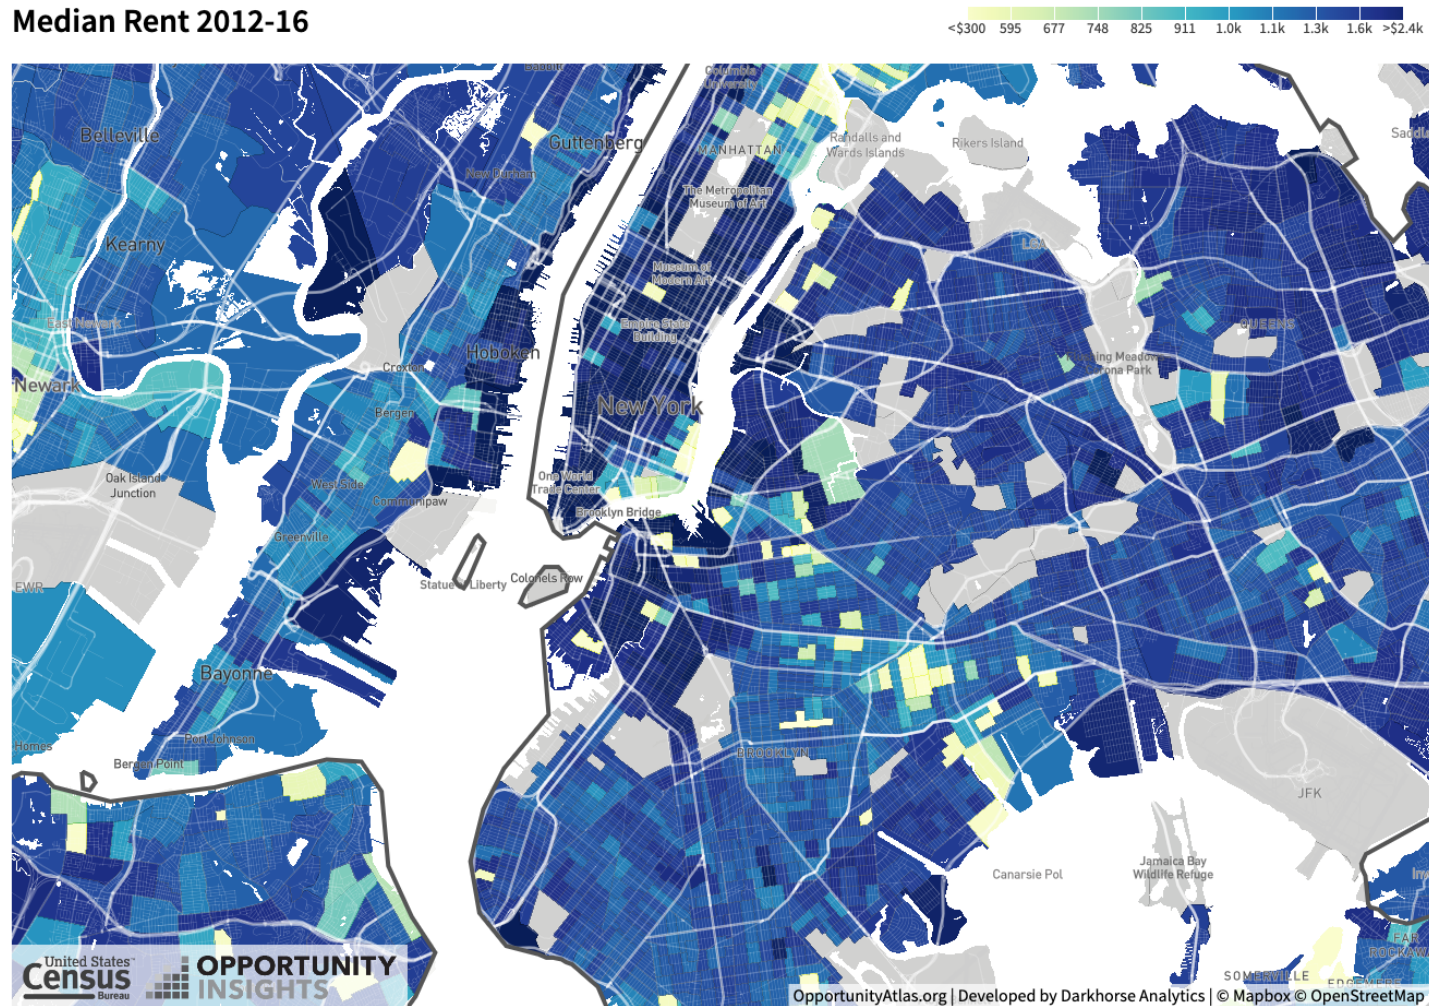 Median Rent 2012-16
<$300 595 677 748 825 911 1.0k 1.1k 1.3k 1.6k >$2.4k
Columbia
University
Belleville
Guttenberg
MANHATTAN
Randalls and
Wards Islands
Rikers Island
New Durham
The Metropolitan
Museum of Art
Kearny
LGA
Museum of
Modern Art
East Newark
Empire State
Building
QUEENS
Hoboken
Flushing Meadows
Corona Park
Croxton
Newark
New York
Bergen
Oak Island
Junction
West Side
One World
Trade Center
Communipaw
Brooklyn Bridge
Greenville
EWR
Statue of Liberty
Colonels Row
Bayonne
Homes
Port Johnson
BROOKLYN
Bergen Point
JFK
Canarsie Pol
Jamaica Bay
Wildlife Refuge
FAR
ROCKAWAY
SOMERVILLE
EDGEMERE
United States
Census
Bureau
OPPORTUNITY
INSIGHTS
OpportunityAtlas.org | Developed by Darkhorse Analytics | © Mapbox © OpenStreetMap